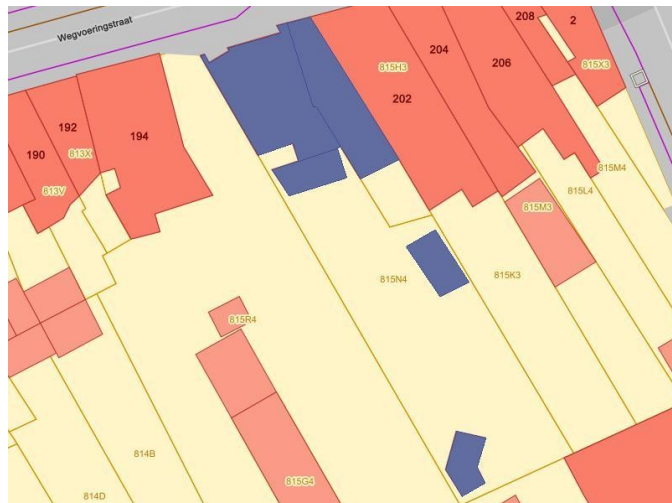 Wegvoeringstraat
208
2
204
815H3
206
815X3
202
192
194
190
813X
813V
815M4
815L4
815M3
815N4
815K3
815R4
814B
815G4
814D